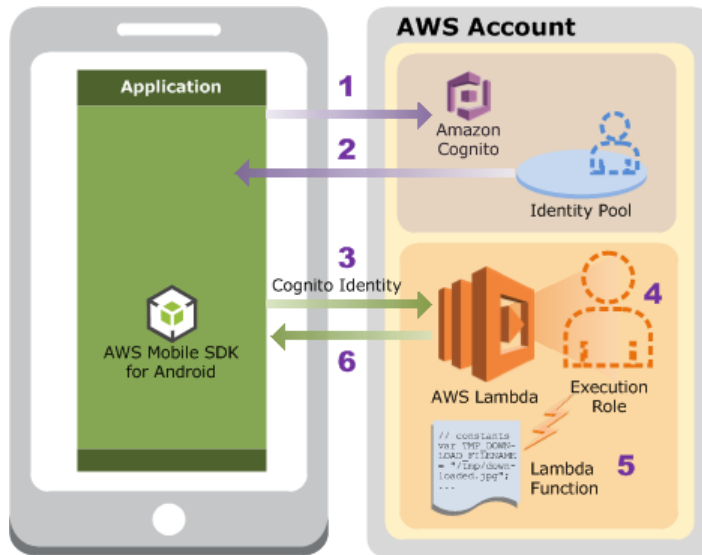 AWS Account
Application
1
Amazon
Cognito
2
Identity Pool
3
Cognito Identity
4
AWS Mobile SDK
for Android
6
AWS Lambda
Execution
Role
// constants
var TMP_DOWN-
LOAD_FILENAME
= "/tmp/down-
loaded.jpg";
...
Lambda
Function
5